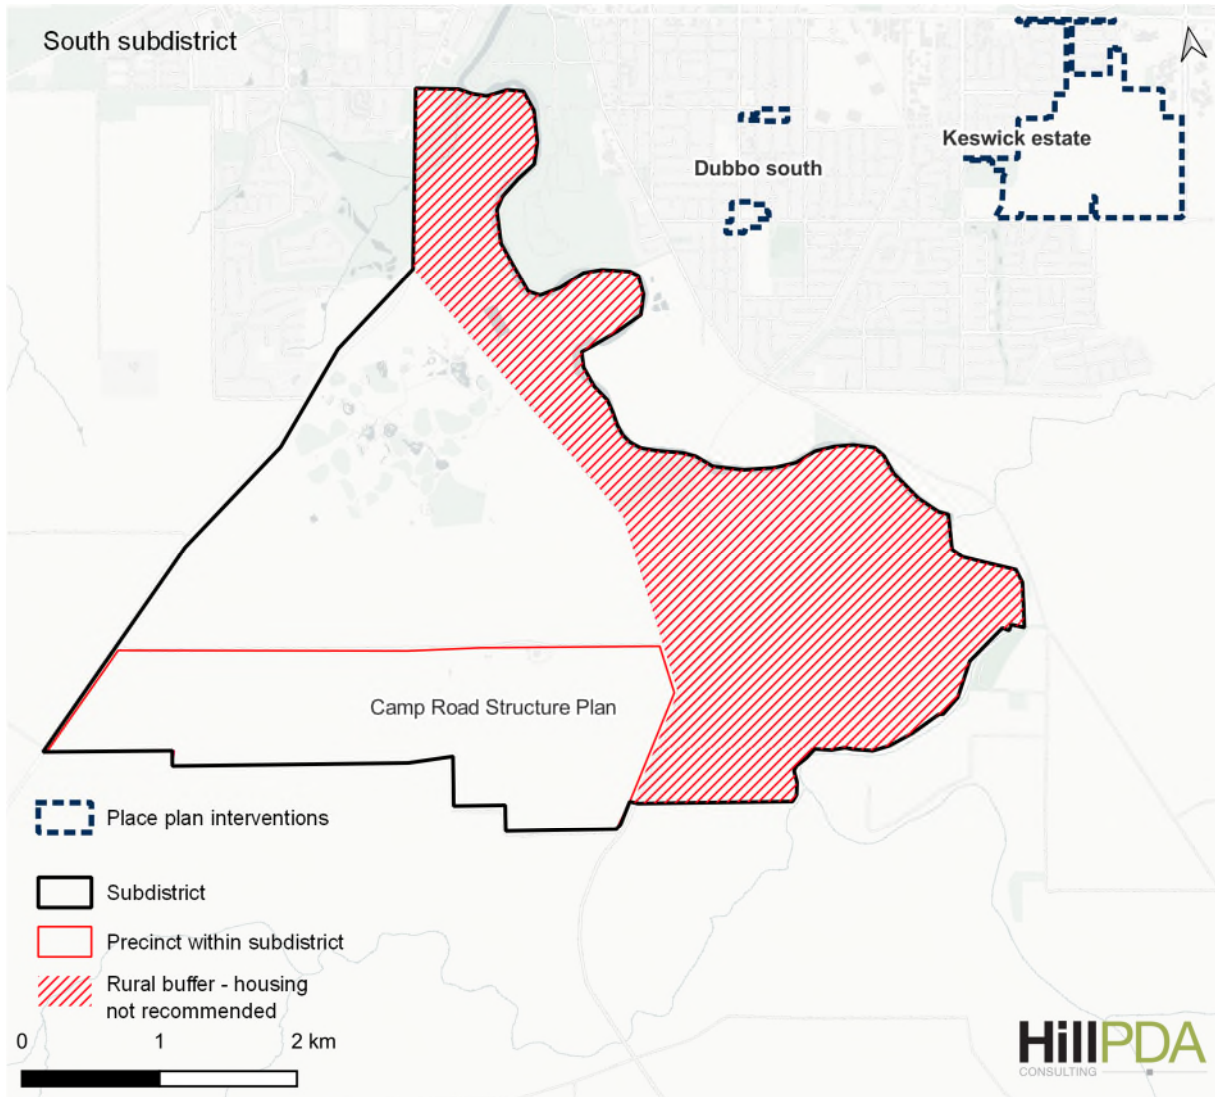 South subdistrict
Keswick estate
Dubbo south
Camp Road Structure Plan
Place plan interventions
Subdistrict
Precinct within subdistrict
Rural buffer - housing
not recommended
0 1 2 km
HillPDA
CONSULTING